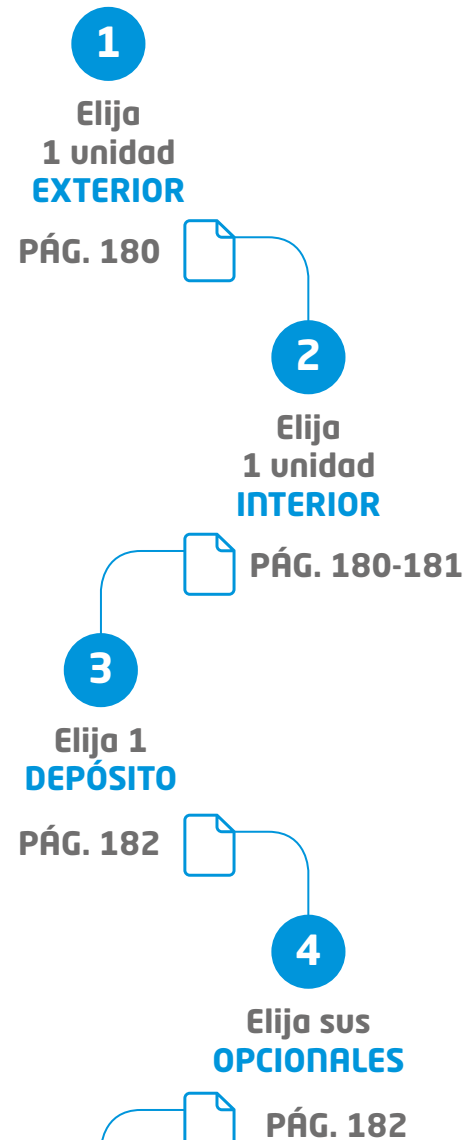 1
Elija
1 unidad
EXTERIOR
PÁG. 180
2
Elija
1 unidad
INTERIOR
PÁG. 180-181
3
Elija 1
DEPÓSITO
PÁG. 182
4
Elija sus
OPCIONALES
PÁG. 182